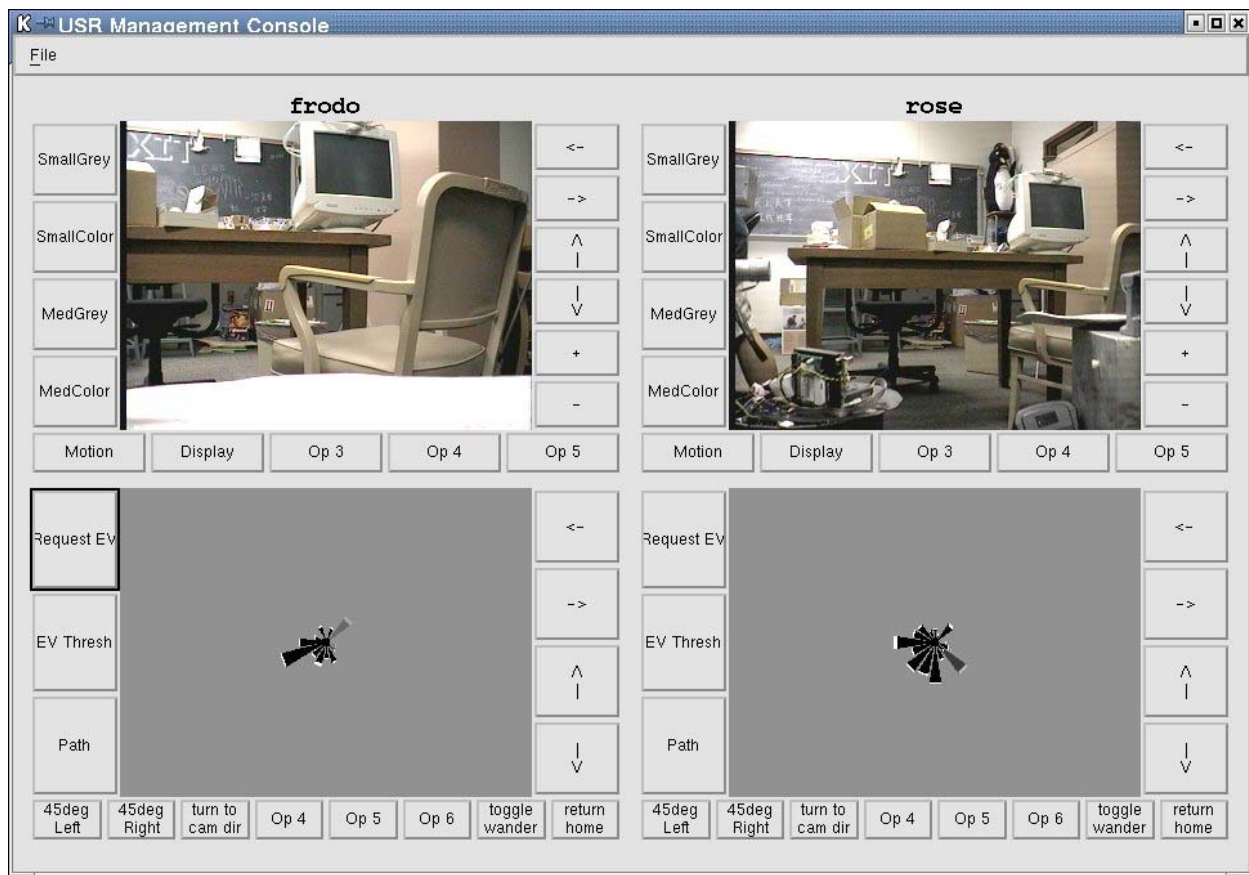 USR Management Console
File
frodo
SmallGrey
SmallColor
MedGrey
MedColor
<-
->
^
|
|
v
+
-
Motion Display Op 3 Op 4 Op 5
Request EV
EV Thresh
Path
<-
->
^
|
|
v
45deg Left
45deg Right
turn to cam dir
Op 4
Op 5
Op 6
toggle wander
return home
rose
SmallGrey
SmallColor
MedGrey
MedColor
<-
->
^
|
|
v
+
-
Motion Display Op 3 Op 4 Op 5
Request EV
EV Thresh
Path
<-
->
^
|
|
v
45deg Left
45deg Right
turn to cam dir
Op 4
Op 5
Op 6
toggle wander
return home